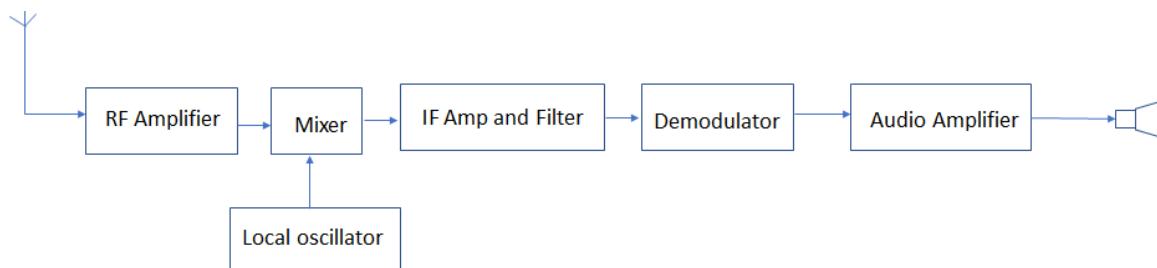 RF Amplifier
Mixer
IF Amp and Filter
Demodulator
Audio Amplifier
Local oscillator